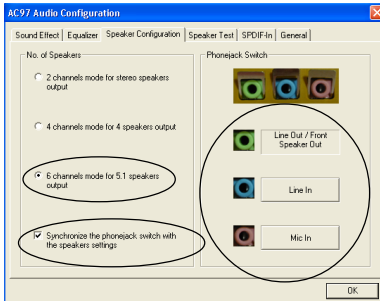 AC97 Audio Configuration
Sound Effect
Equalizer
Speaker Configuration
Speaker Test
SPDIF-In
General
No. of Speakers
2 channels mode for stereo speakers
output
4 channels mode for 4 speakers output
6 channels mode for 5.1 speakers
output
Synchronize the phonejack switch with
the speakers settings
Phonejack Switch
Line Out / Front
Speaker Out
Line In
Mic In
OK